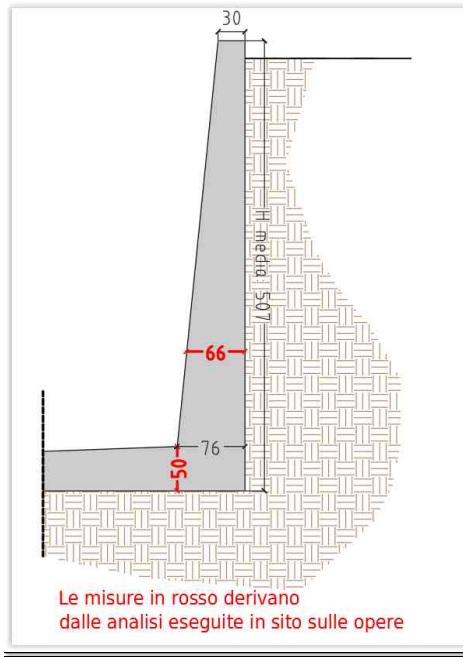 30
H media: 507
66
76
50
Le misure in rosso derivano
dalle analisi eseguite in sito sulle opere